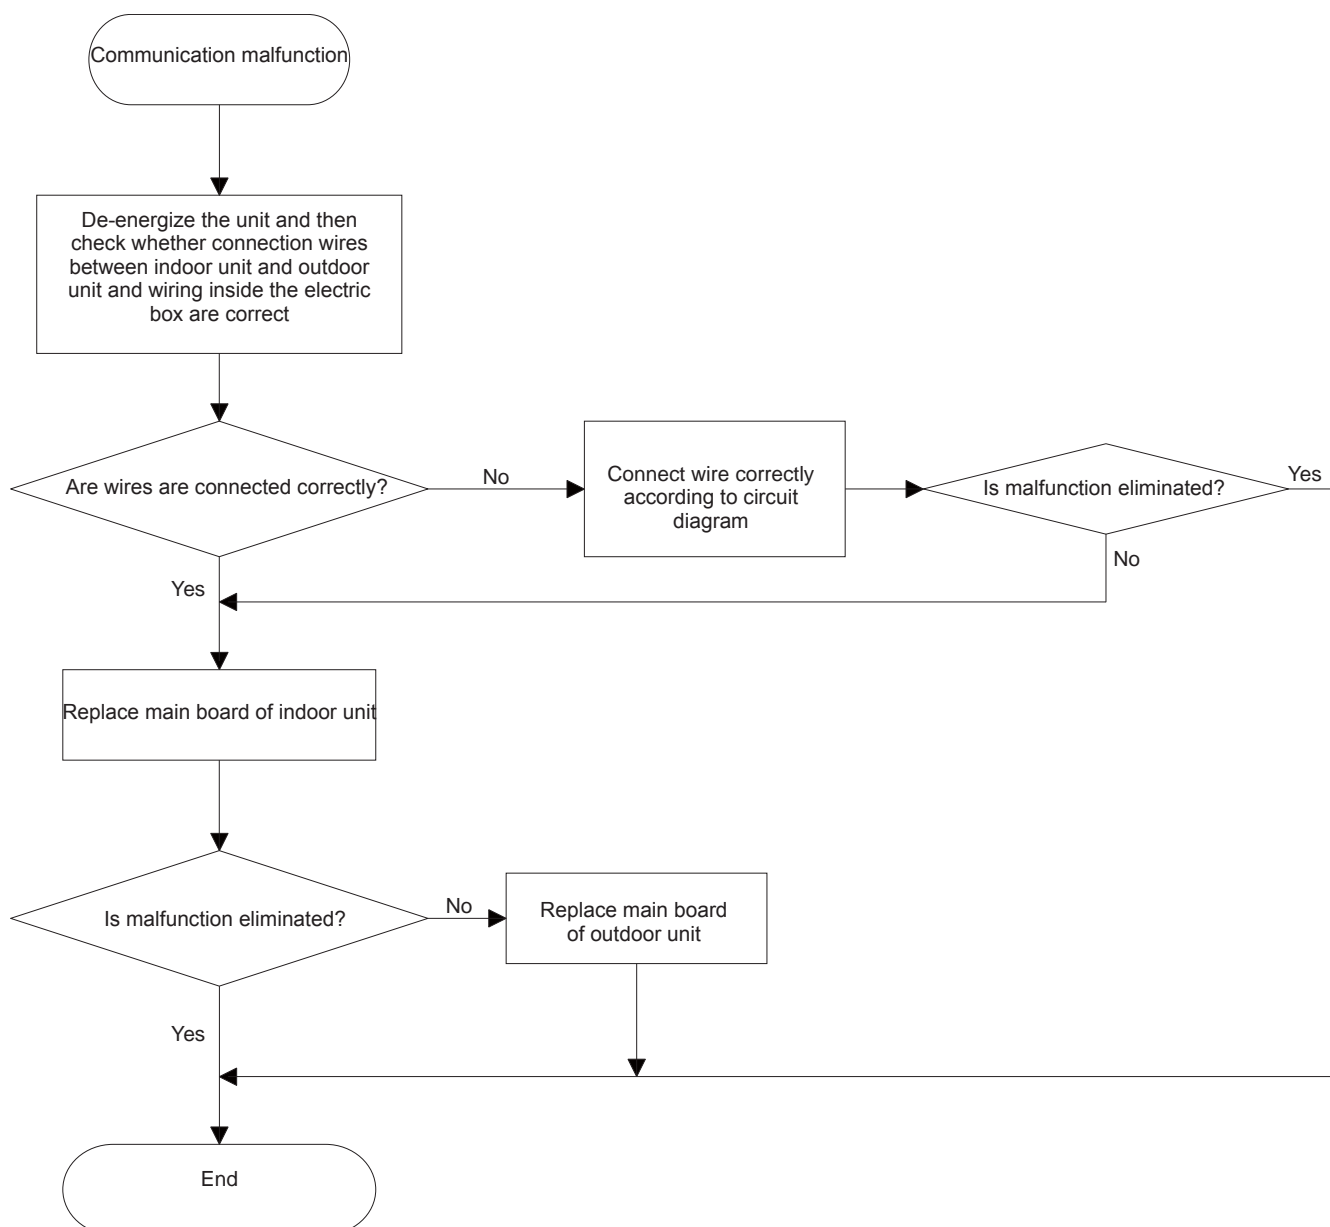 Communication malfunction
De-energize the unit and then
check whether connection wires
between indoor unit and outdoor
unit and wiring inside the electric
box are correct
Are wires are connected correctly?
No
Connect wire correctly
according to circuit
diagram
Is malfunction eliminated?
Yes
No
Yes
Replace main board of indoor unit
Is malfunction eliminated?
No
Replace main board
of outdoor unit
Yes
End